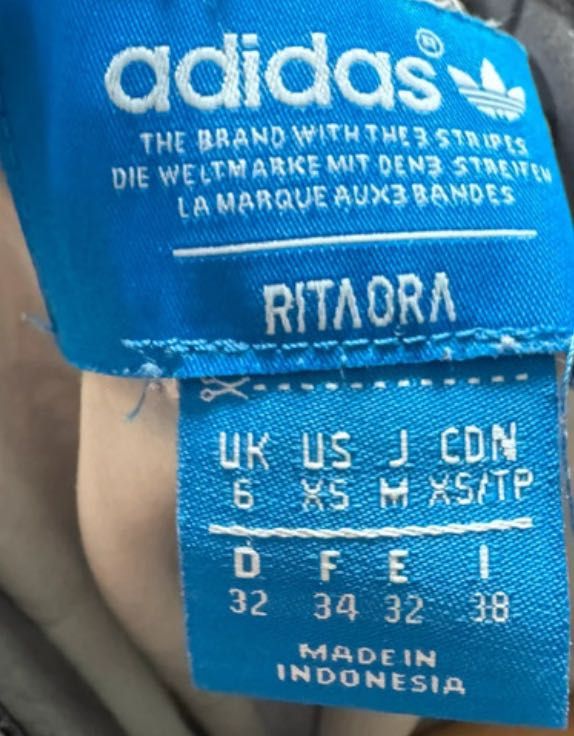 adidas®
THE BRAND WITH THE 3 STRIPES
DIE WELTMARKE MIT DEN 3 STREIFEN
LA MARQUE AUX 3 BANDES
RITA ORA
UK US J CDN
6 XS M XS/TP
D F E I
32 34 32 38
MADE IN
INDONESIA